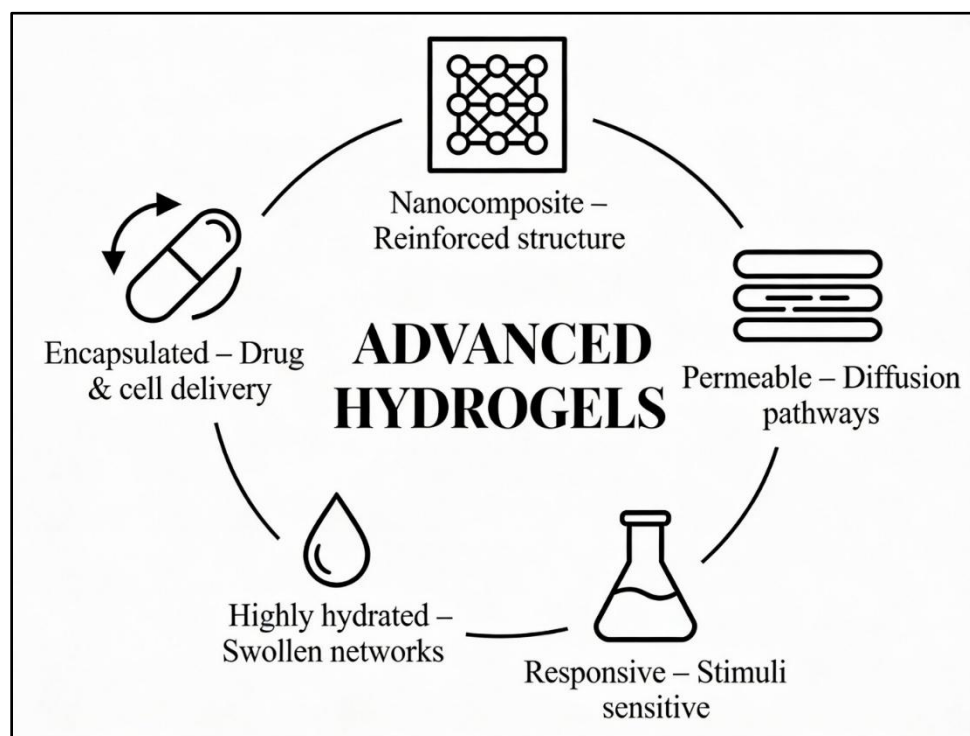 Nanocomposite –
Reinforced structure
Encapsulated – Drug
& cell delivery
ADVANCED
HYDROGELS
Permeable – Diffusion
pathways
Highly hydrated –
Swollen networks
Responsive – Stimuli
sensitive